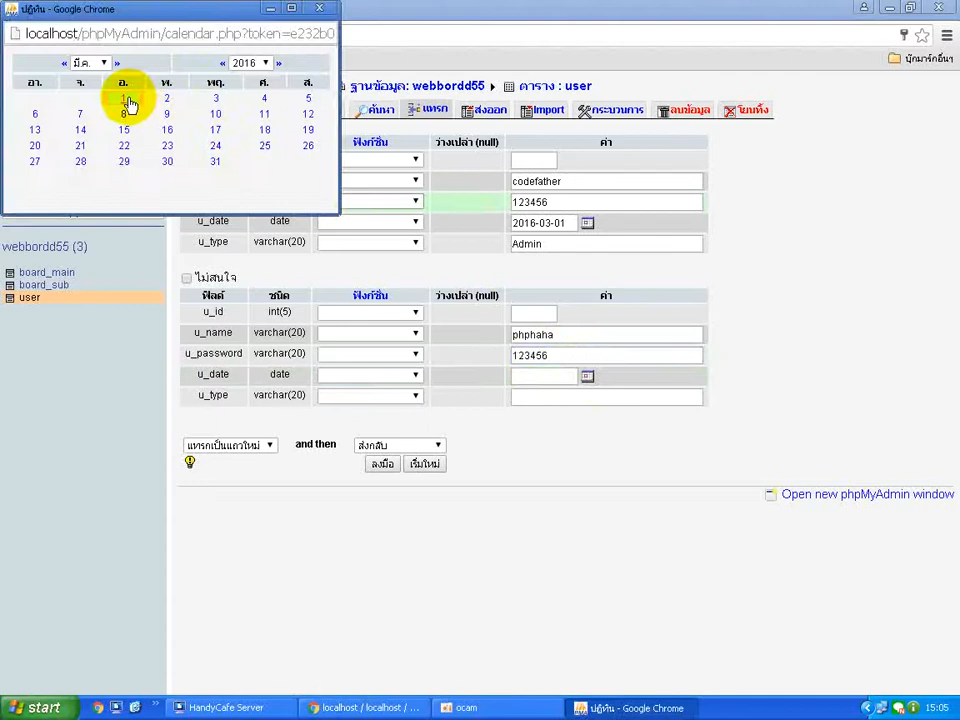 ปฏิทิน - Google Chrome
localhost/phpMyAdmin/calendar.php?token=e232b0
« มี.ค. » « 2016 »
อา. จ. อ. พ. พฤ. ศ. ส.
1 2 3 4 5
6 7 8 9 10 11 12
13 14 15 16 17 18 19
20 21 22 23 24 25 26
27 28 29 30 31
บุ๊กมาร์กอื่นๆ
ฐานข้อมูล: webbordd55 ตาราง : user
ค้นหา แทรก ส่งออก Import กระบวนการ ลบข้อมูล โยนทิ้ง
ฟังก์ชั่น ว่างเปล่า (null) ค่า
codefather
123456
u_date date 2016-03-01
u_type varchar(20) Admin
webbordd55 (3)
board_main
board_sub
user
ไม่สนใจ
ฟิลด์ ชนิด ฟังก์ชั่น ว่างเปล่า (null) ค่า
u_id int(5)
u_name varchar(20) phphaha
u_password varchar(20) 123456
u_date date
u_type varchar(20)
แทรกเป็นแถวใหม่ and then ส่งกลับ
ลงมือ เริ่มใหม่
Open new phpMyAdmin window
start HandyCafe Server localhost / localhost / ... ocam ปฏิทิน - Google Chrome 15:05